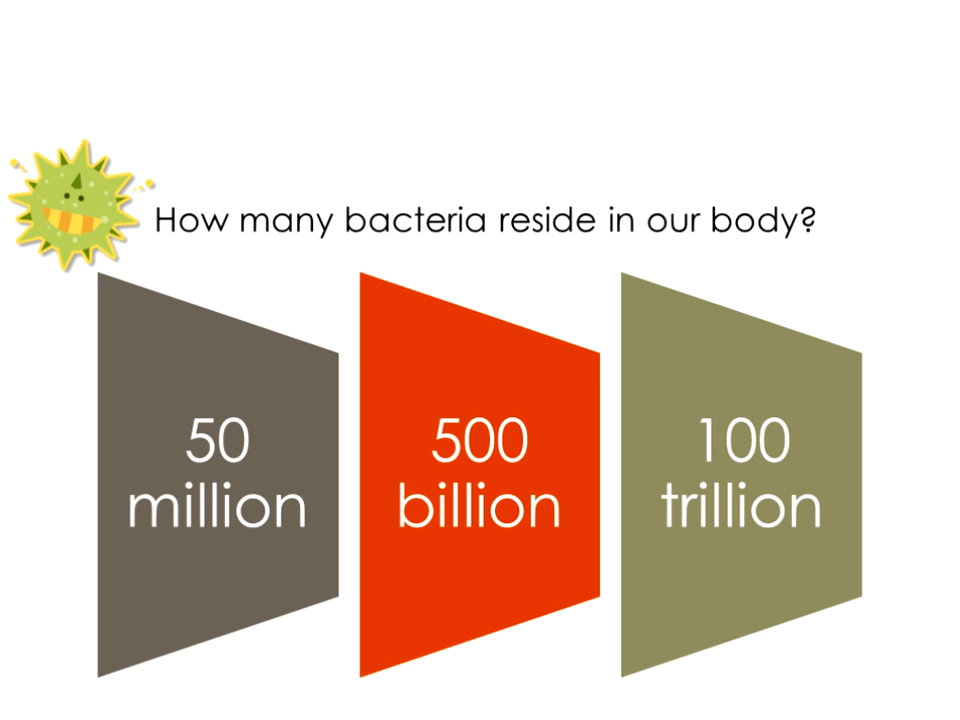 How many bacteria reside in our body?
50
million
500
billion
100
trillion